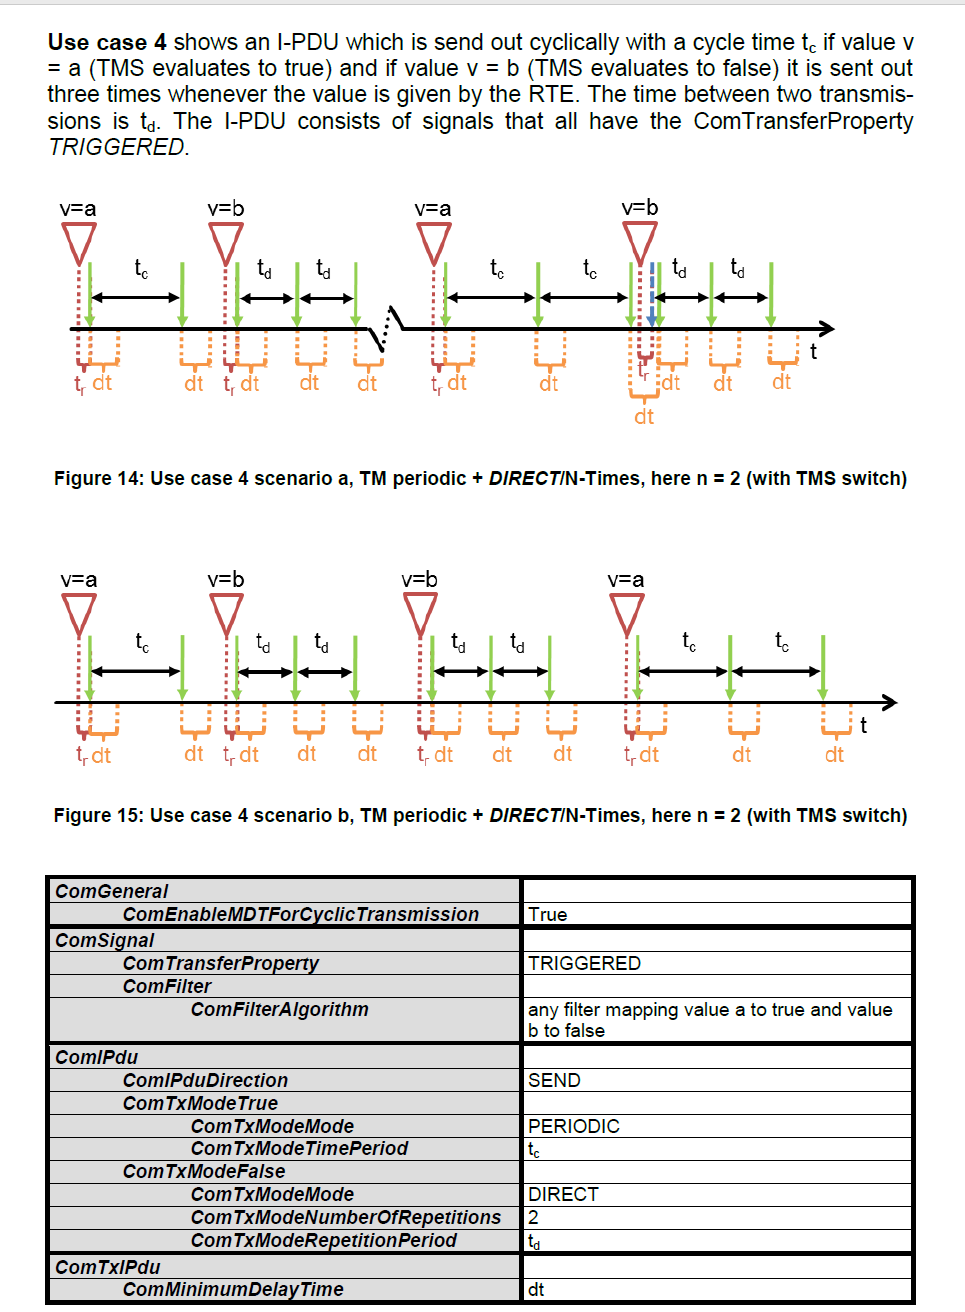 Use case 4 shows an I-PDU which is send out cyclically with a cycle time tc if value v
= a (TMS evaluates to true) and if value v = b (TMS evaluates to false) it is sent out
three times whenever the value is given by the RTE. The time between two transmis-
sions is td. The I-PDU consists of signals that all have the ComTransferProperty
TRIGGERED.
v=a v=b v=a v=b
tc td td tc tc td td
t
tr dt dt tr dt dt dt tr dt dt tr dt dt dt
dt
Figure 14: Use case 4 scenario a, TM periodic + DIRECT/N-Times, here n = 2 (with TMS switch)
v=a v=b v=b v=a
tc td td td td tc tc
t
tr dt dt tr dt dt dt tr dt dt dt tr dt dt dt
Figure 15: Use case 4 scenario b, TM periodic + DIRECT/N-Times, here n = 2 (with TMS switch)
ComGeneral
ComEnableMDTForCyclicTransmission True
ComSignal
ComTransferProperty TRIGGERED
ComFilter
ComFilterAlgorithm any filter mapping value a to true and value
b to false
ComIPdu
ComIPduDirection SEND
ComTxModeTrue
ComTxModeMode PERIODIC
ComTxModeTimePeriod tc
ComTxModeFalse
ComTxModeMode DIRECT
ComTxModeNumberOfRepetitions 2
ComTxModeRepetitionPeriod td
ComTxIPdu
ComMinimumDelayTime dt